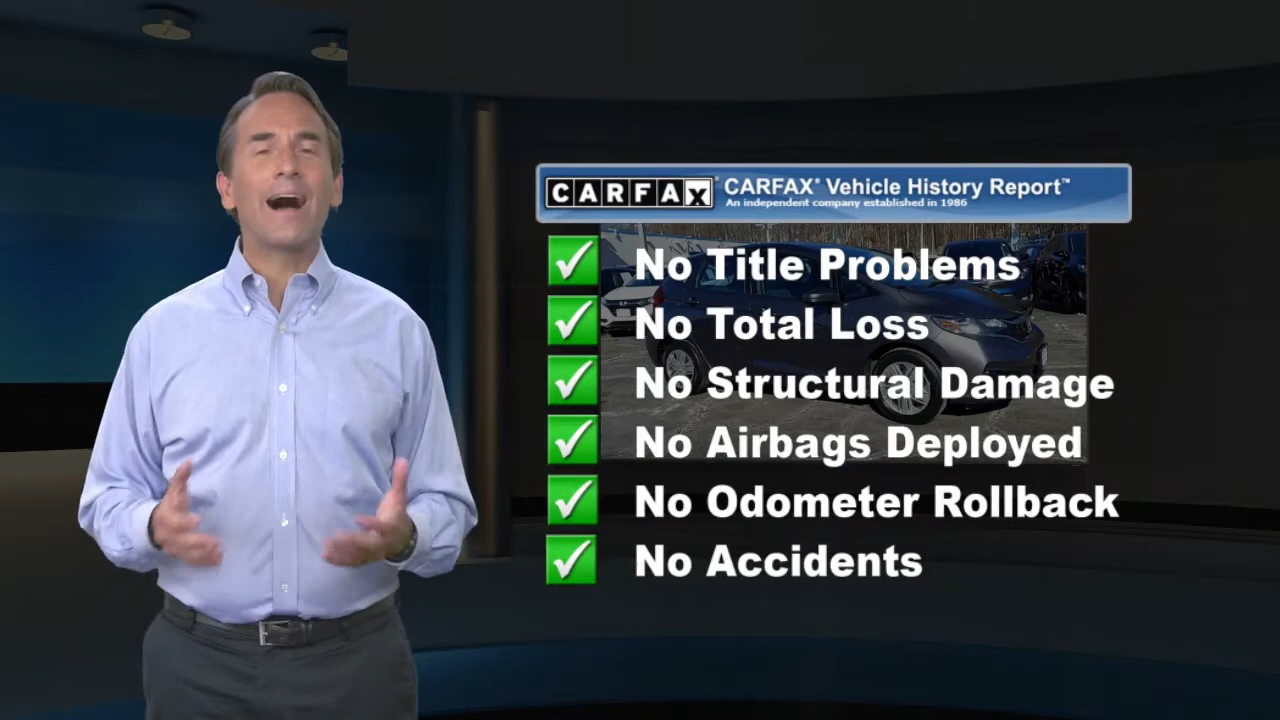 CARFAX® CARFAX® Vehicle History Report™
An independent company established in 1986
No Title Problems
No Total Loss
No Structural Damage
No Airbags Deployed
No Odometer Rollback
No Accidents